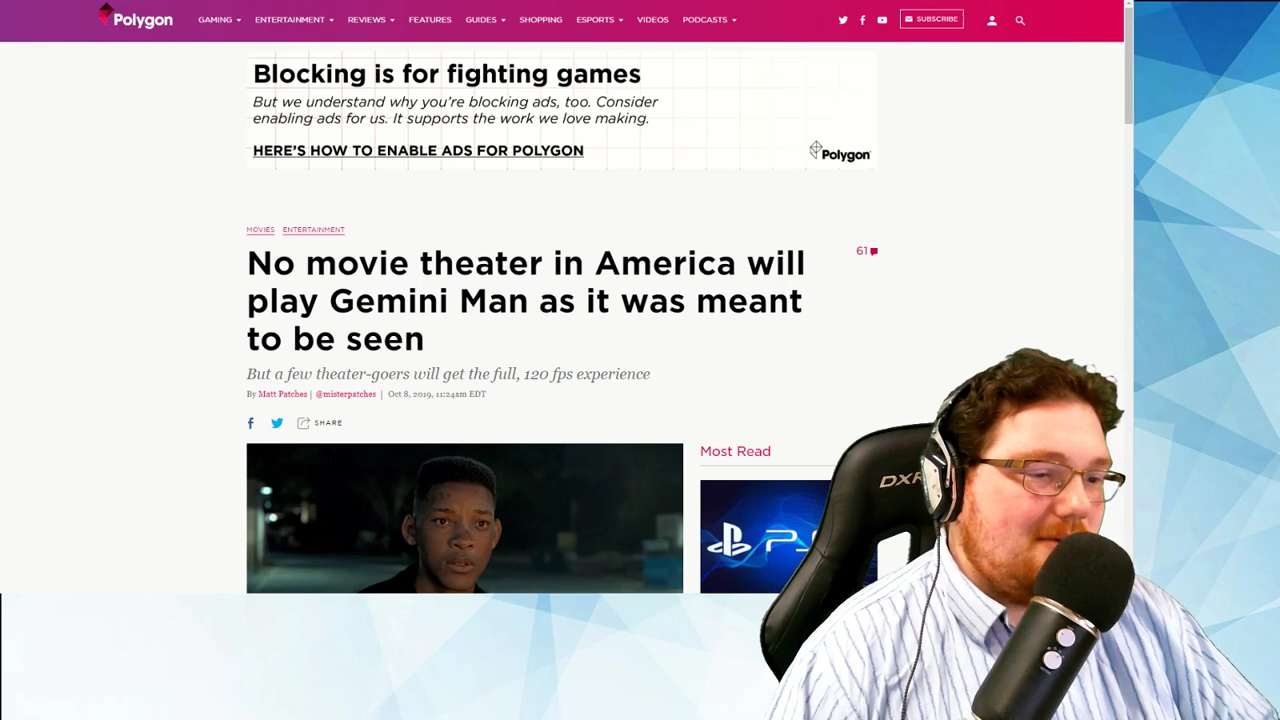 Polygon
GAMING ENTERTAINMENT REVIEWS FEATURES GUIDES SHOPPING ESPORTS VIDEOS PODCASTS SUBSCRIBE
Blocking is for fighting games
But we understand why you're blocking ads, too. Consider
enabling ads for us. It supports the work we love making.
HERE'S HOW TO ENABLE ADS FOR POLYGON
Polygon
MOVIES ENTERTAINMENT
No movie theater in America will
play Gemini Man as it was meant
to be seen
61
But a few theater-goers will get the full, 120 fps experience
By Matt Patches | @misterpatches | Oct 8, 2019, 11:24am EDT
SHARE
Most Read